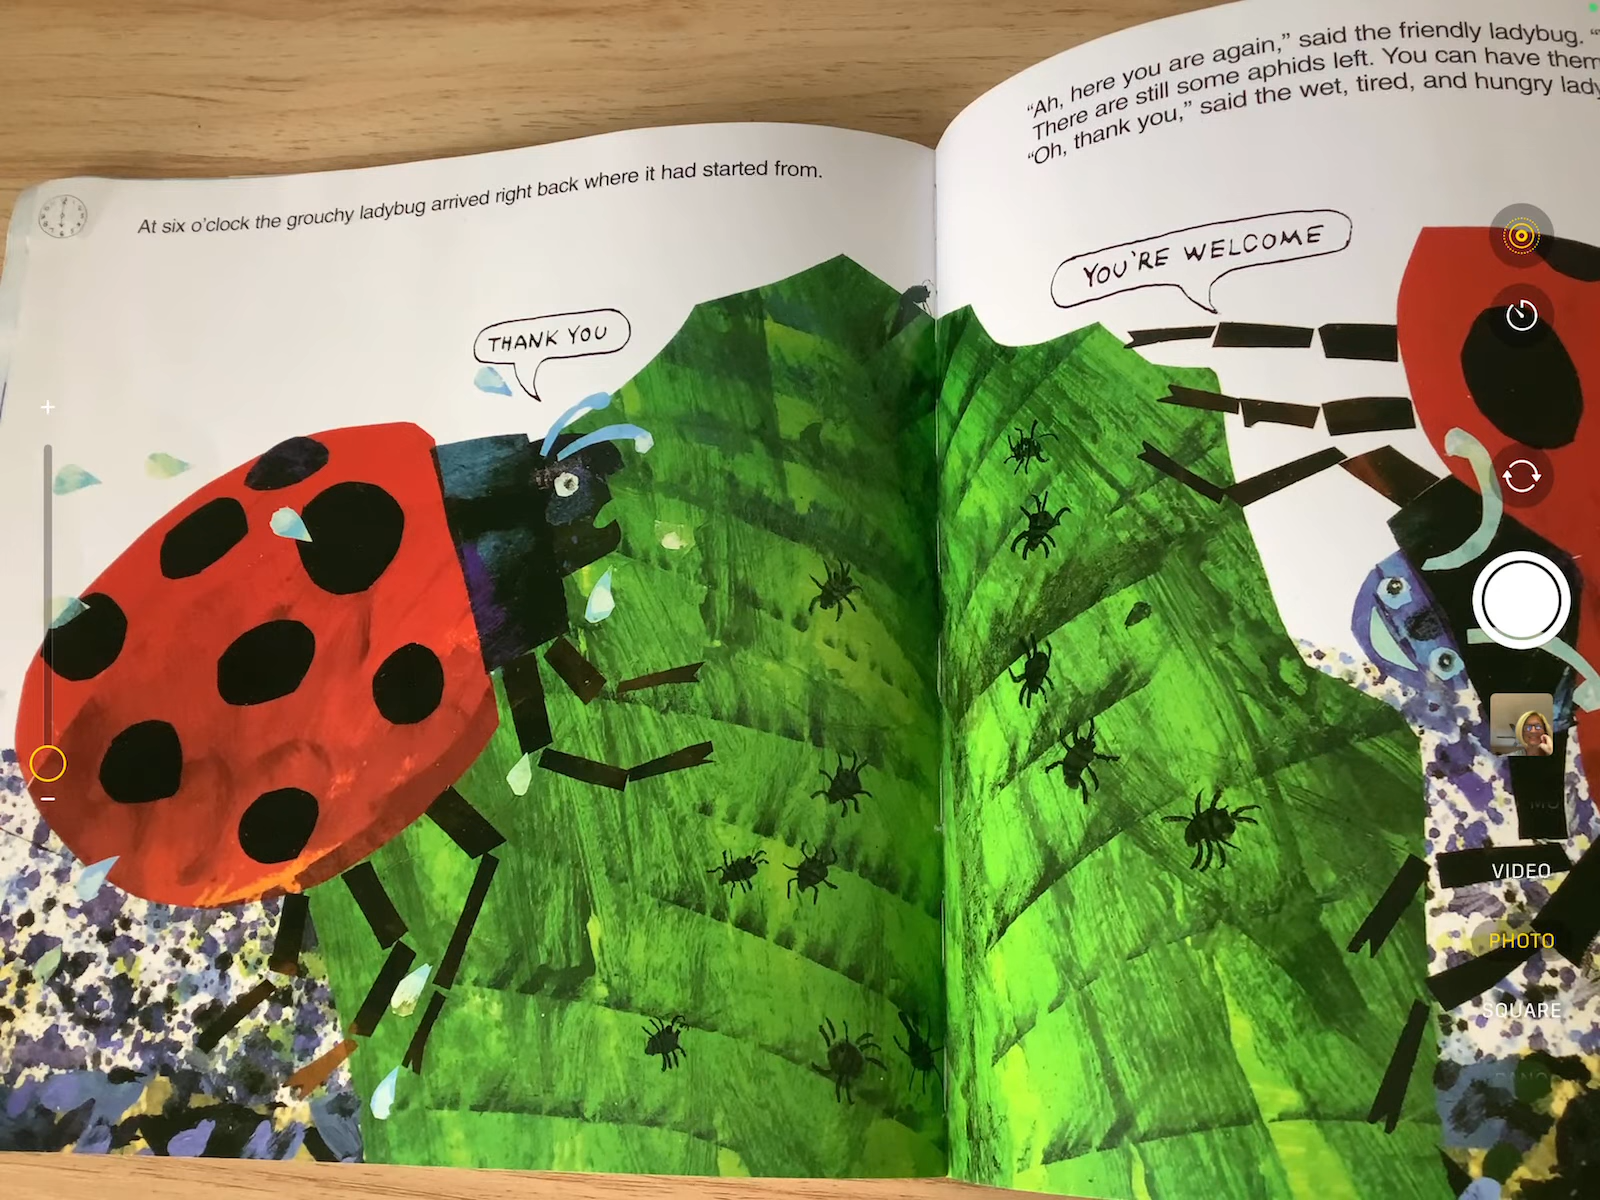 At six o'clock the grouchy ladybug arrived right back where it had started from.
THANK YOU
"Ah, here you are again," said the friendly ladybug. "
There are still some aphids left. You can have them
"Oh, thank you," said the wet, tired, and hungry lady
YOU'RE WELCOME
VIDEO
PHOTO
SQUARE